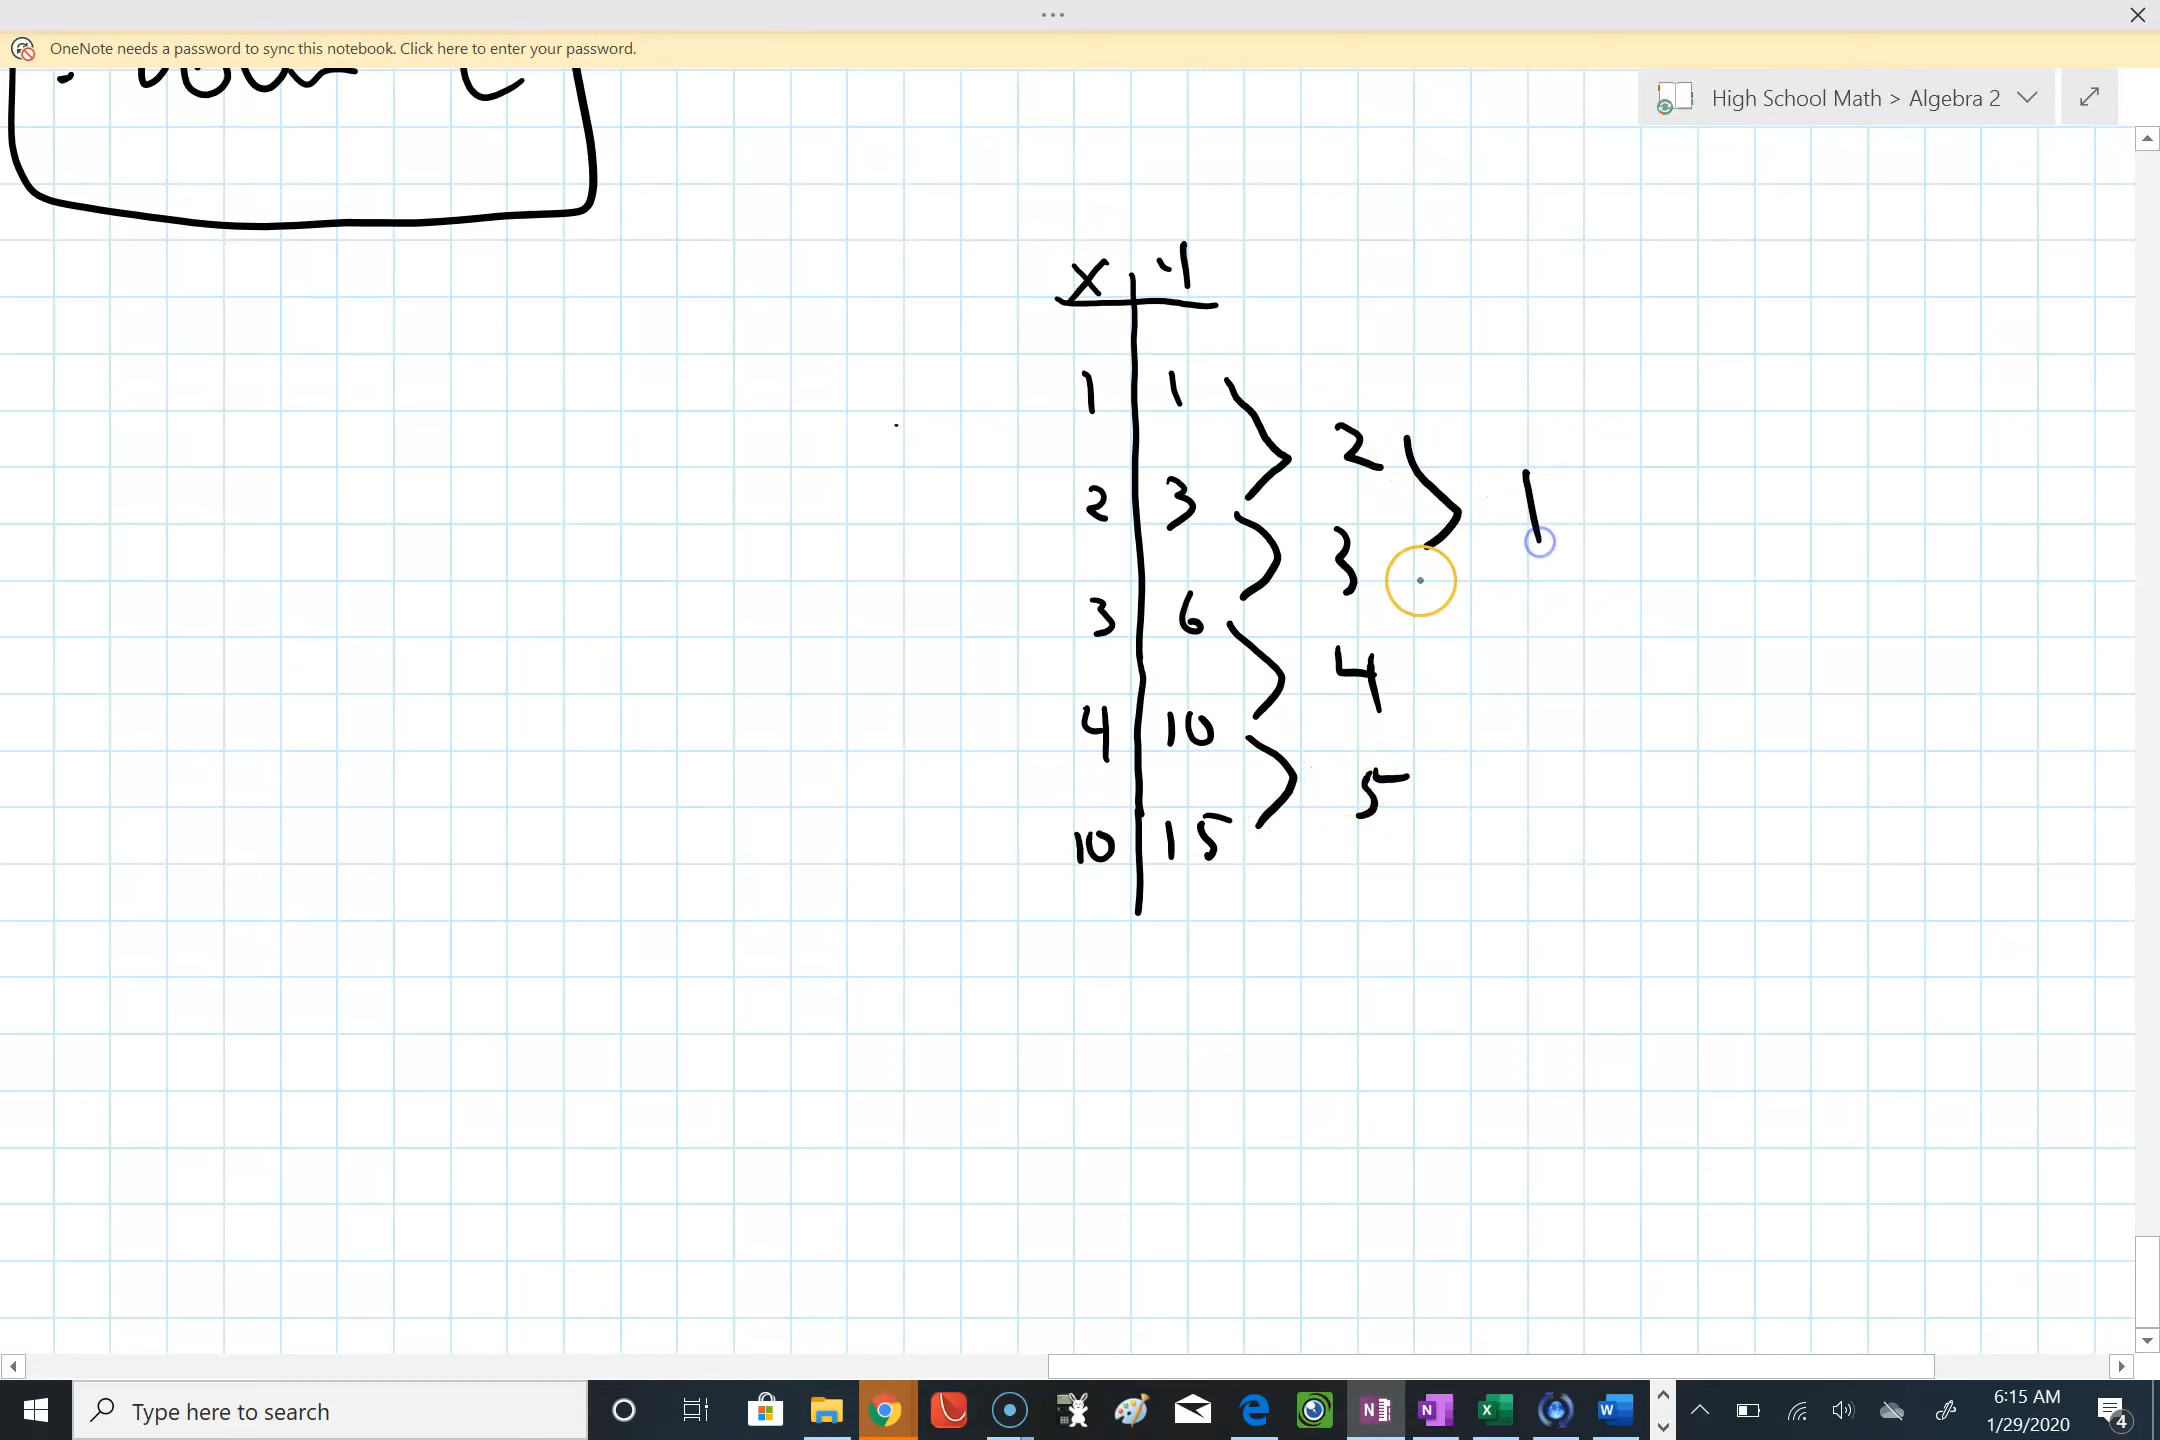 OneNote needs a password to sync this notebook. Click here to enter your password.
High School Math > Algebra 2
x
1 1
2
2 3 1
3
3 6
4
4 10
5
10 15
Type here to search
6:15 AM
1/29/2020
4